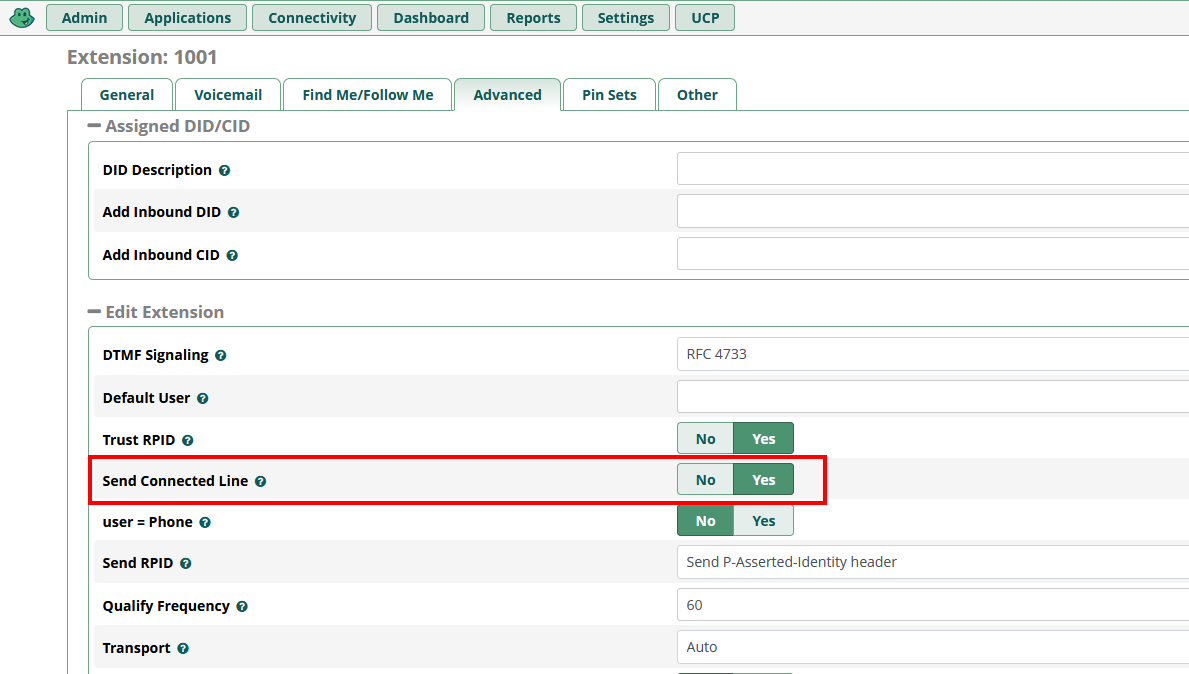 Admin Applications Connectivity Dashboard Reports Settings UCP
Extension: 1001
General Voicemail Find Me/Follow Me Advanced Pin Sets Other
Assigned DID/CID
DID Description
Add Inbound DID
Add Inbound CID
Edit Extension
DTMF Signaling RFC 4733
Default User
Trust RPID No Yes
Send Connected Line No Yes
user = Phone No Yes
Send RPID Send P-Asserted-Identity header
Qualify Frequency 60
Transport Auto